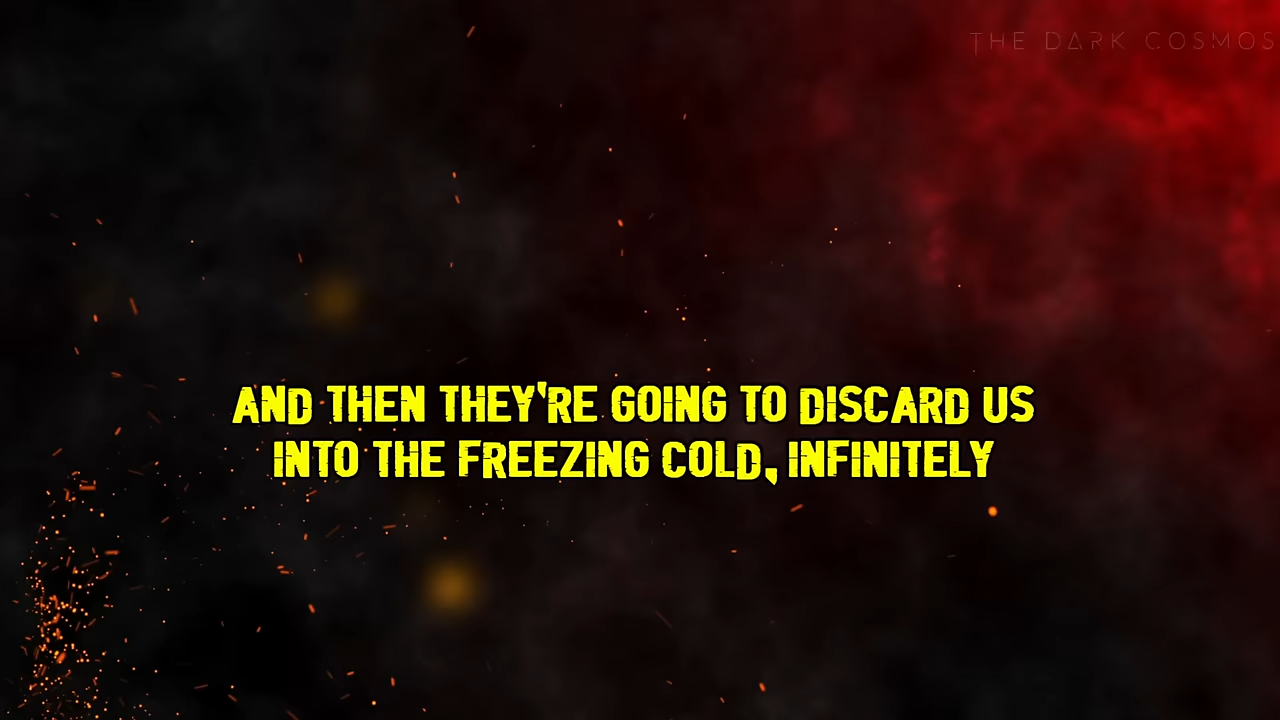 THE DARK COSMOS
AND THEN THEY'RE GOING TO DISCARD US
INTO THE FREEZING COLD, INFINITELY